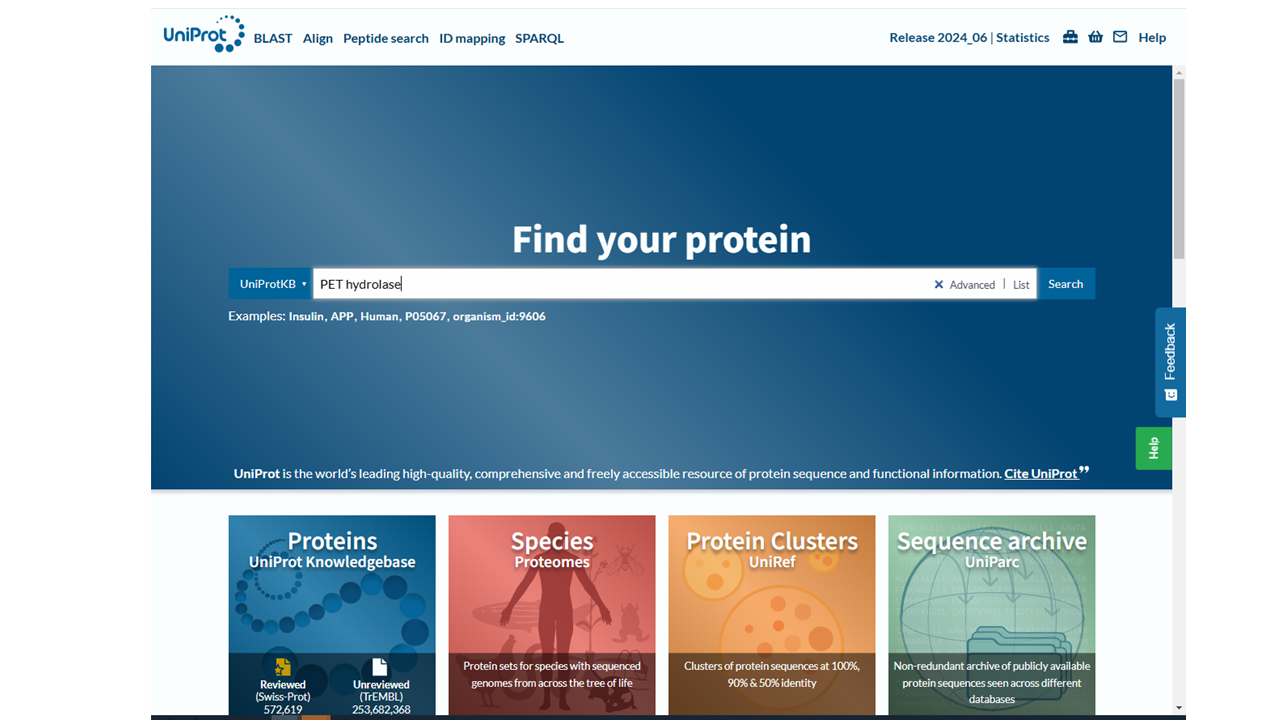 UniProt BLAST Align Peptide search ID mapping SPARQL Release 2024_06 | Statistics Help
Find your protein
UniProtKB PET hydrolase Advanced | List Search
Examples: Insulin, APP, Human, P05067, organism_id:9606
Feedback
Help
UniProt is the world's leading high-quality, comprehensive and freely accessible resource of protein sequence and functional information. Cite UniProt
Proteins
UniProt Knowledgebase
Reviewed
(Swiss-Prot)
572,619
Unreviewed
(TrEMBL)
253,682,368
Species
Proteomes
Protein sets for species with sequenced
genomes from across the tree of life
Protein Clusters
UniRef
Clusters of protein sequences at 100%,
90% & 50% identity
Sequence archive
UniParc
Non-redundant archive of publicly available
protein sequences seen across different
databases